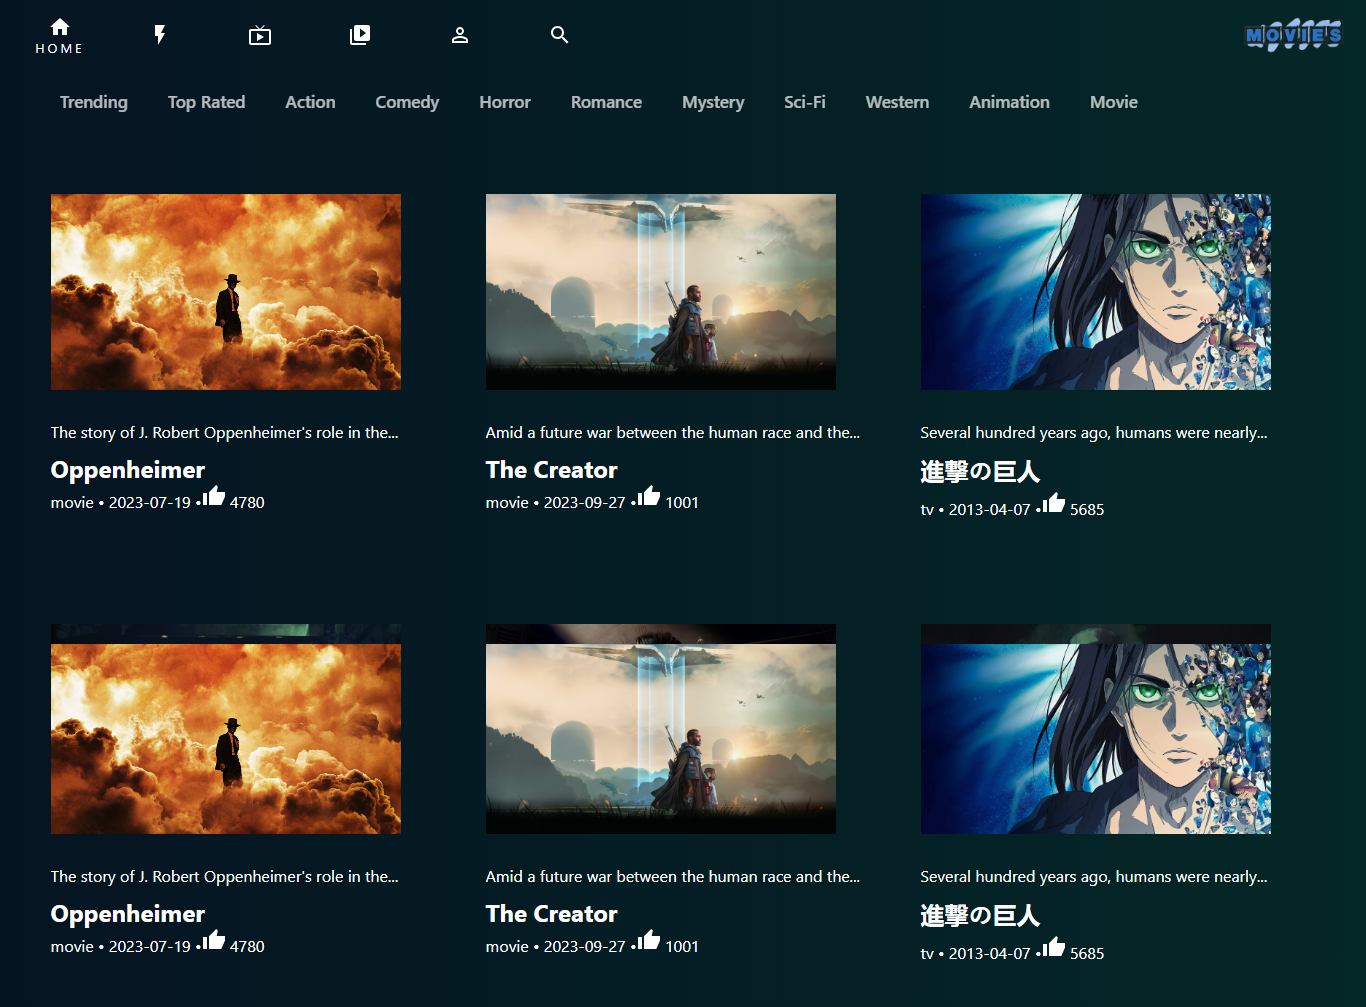 HOME
MOVIES
Trending Top Rated Action Comedy Horror Romance Mystery Sci-Fi Western Animation Movie
The story of J. Robert Oppenheimer's role in the...
Oppenheimer
movie • 2023-07-19 • 4780
Amid a future war between the human race and the...
The Creator
movie • 2023-09-27 • 1001
Several hundred years ago, humans were nearly...
進撃の巨人
tv • 2013-04-07 • 5685
The story of J. Robert Oppenheimer's role in the...
Oppenheimer
movie • 2023-07-19 • 4780
Amid a future war between the human race and the...
The Creator
movie • 2023-09-27 • 1001
Several hundred years ago, humans were nearly...
進撃の巨人
tv • 2013-04-07 • 5685